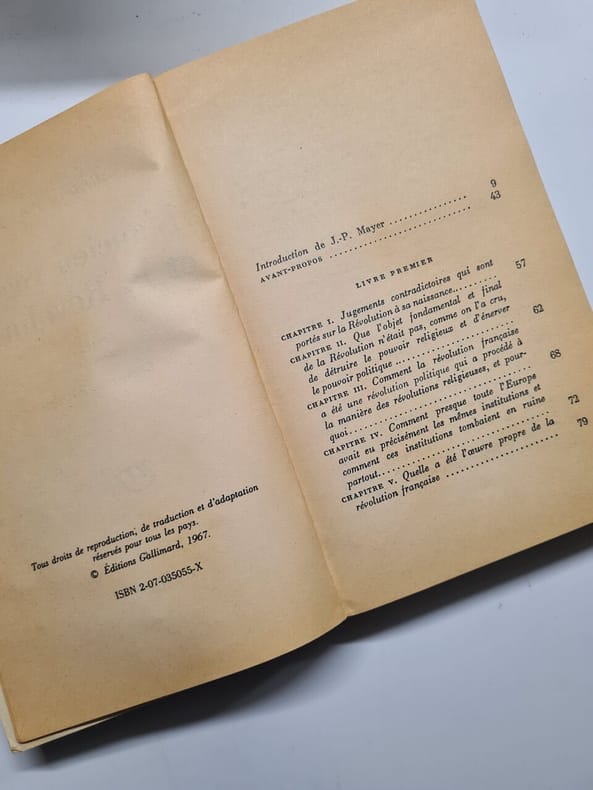 Tous droits de reproduction, de traduction et d'adaptation
réservés pour tous les pays.
© Éditions Gallimard, 1967.
ISBN 2-07-035055-X
Introduction de J.-P. Mayer .................. 9
AVANT-PROPOS .................. 43
LIVRE PREMIER
CHAPITRE I. Jugements contradictoires qui sont
portés sur la Révolution à sa naissance.......... 57
CHAPITRE II. Que l'objet fondamental et final
de la Révolution n'était pas, comme on l'a cru,
de détruire le pouvoir religieux et d'énerver
le pouvoir politique .................. 62
CHAPITRE III. Comment la révolution française
a été une révolution politique qui a procédé à
la manière des révolutions religieuses, et pour-
quoi.................. 68
CHAPITRE IV. Comment presque toute l'Europe
avait eu précisément les mêmes institutions et
comment ces institutions tombaient en ruine
partout.................. 72
CHAPITRE V. Quelle a été l'œuvre propre de la
révolution française .................. 79